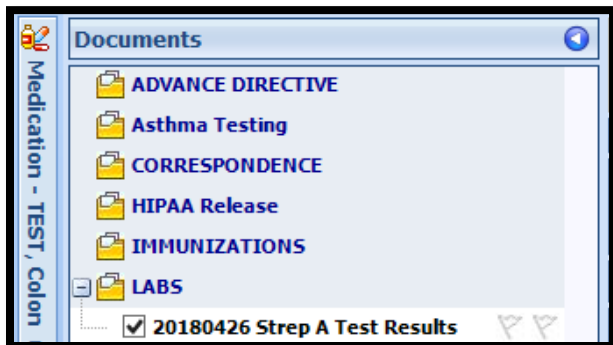 Documents
Medication - TEST, Colon
ADVANCE DIRECTIVE
Asthma Testing
CORRESPONDENCE
HIPAA Release
IMMUNIZATIONS
LABS
20180426 Strep A Test Results